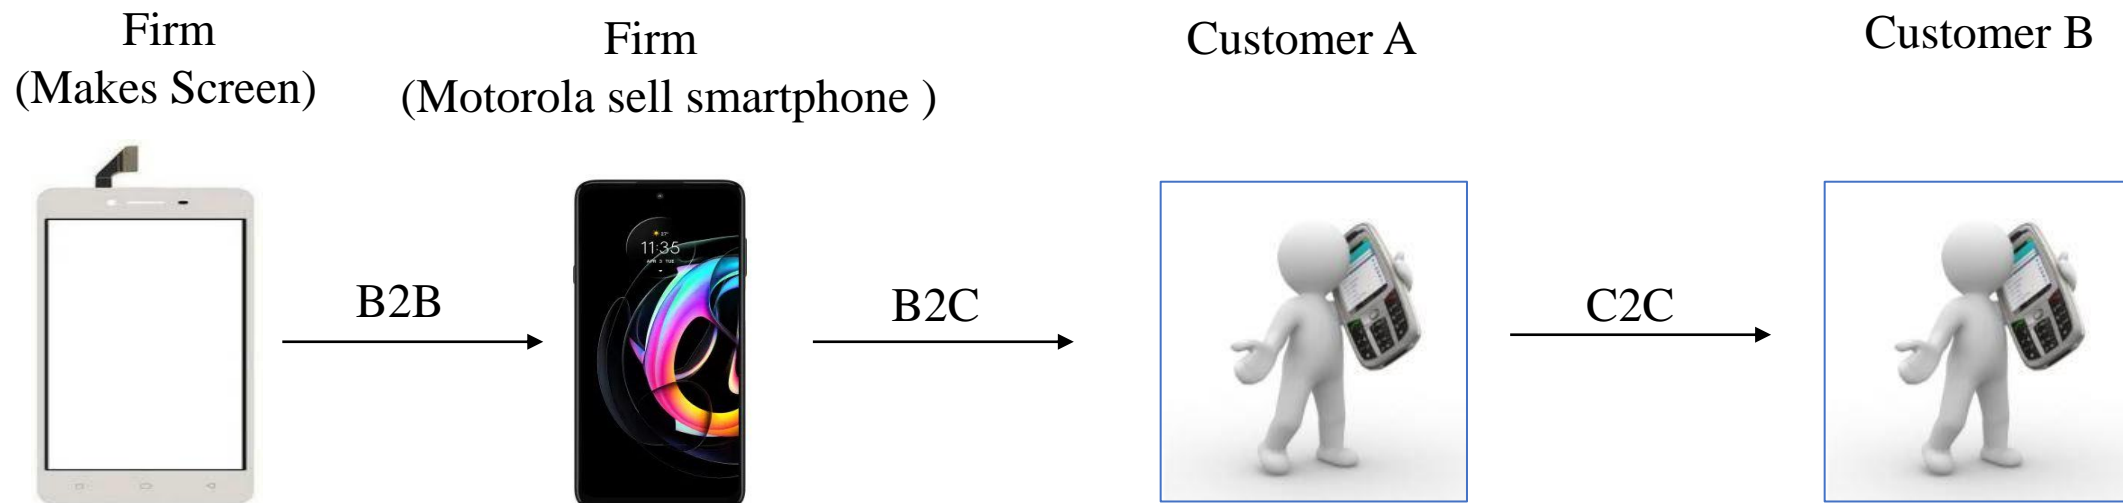 Firm
(Makes Screen)
Firm
(Motorola sell smartphone )
Customer A
Customer B
B2B
B2C
C2C
11:35